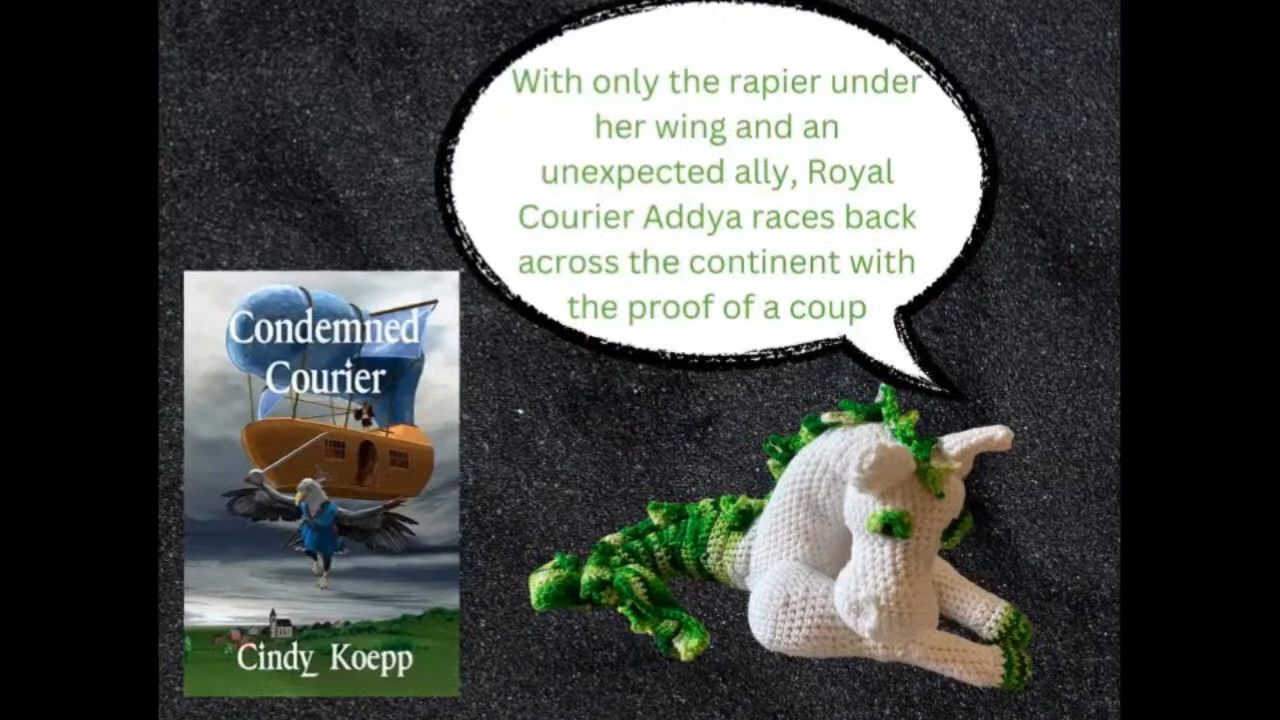 With only the rapier under
her wing and an
unexpected ally, Royal
Courier Addya races back
across the continent with
the proof of a coup
Condemned
Courier
Cindy Koepp